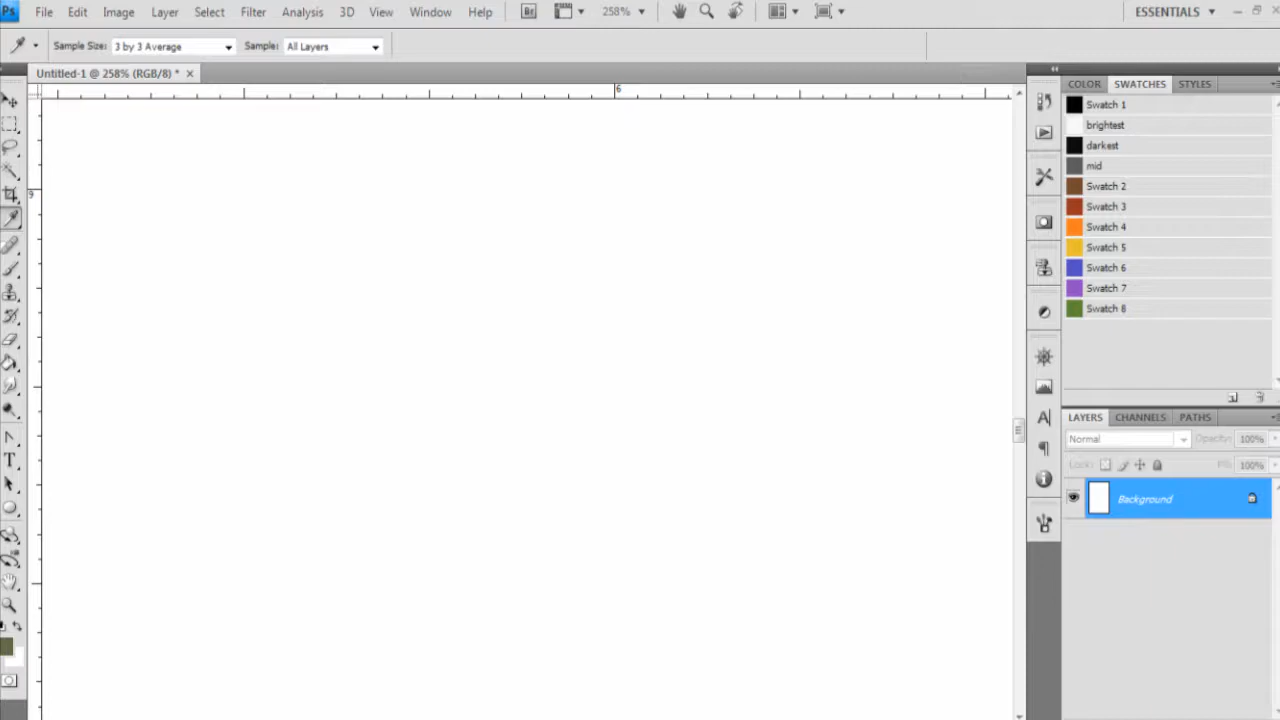 Ps File Edit Image Layer Select Filter Analysis 3D View Window Help Br 258% ESSENTIALS
Sample Size: 3 by 3 Average Sample: All Layers
Untitled-1 @ 258% (RGB/8) *
6
9
COLOR SWATCHES STYLES
Swatch 1
brightest
darkest
mid
Swatch 2
Swatch 3
Swatch 4
Swatch 5
Swatch 6
Swatch 7
Swatch 8
LAYERS CHANNELS PATHS
Normal Opacity: 100%
Lock: Fill: 100%
Background